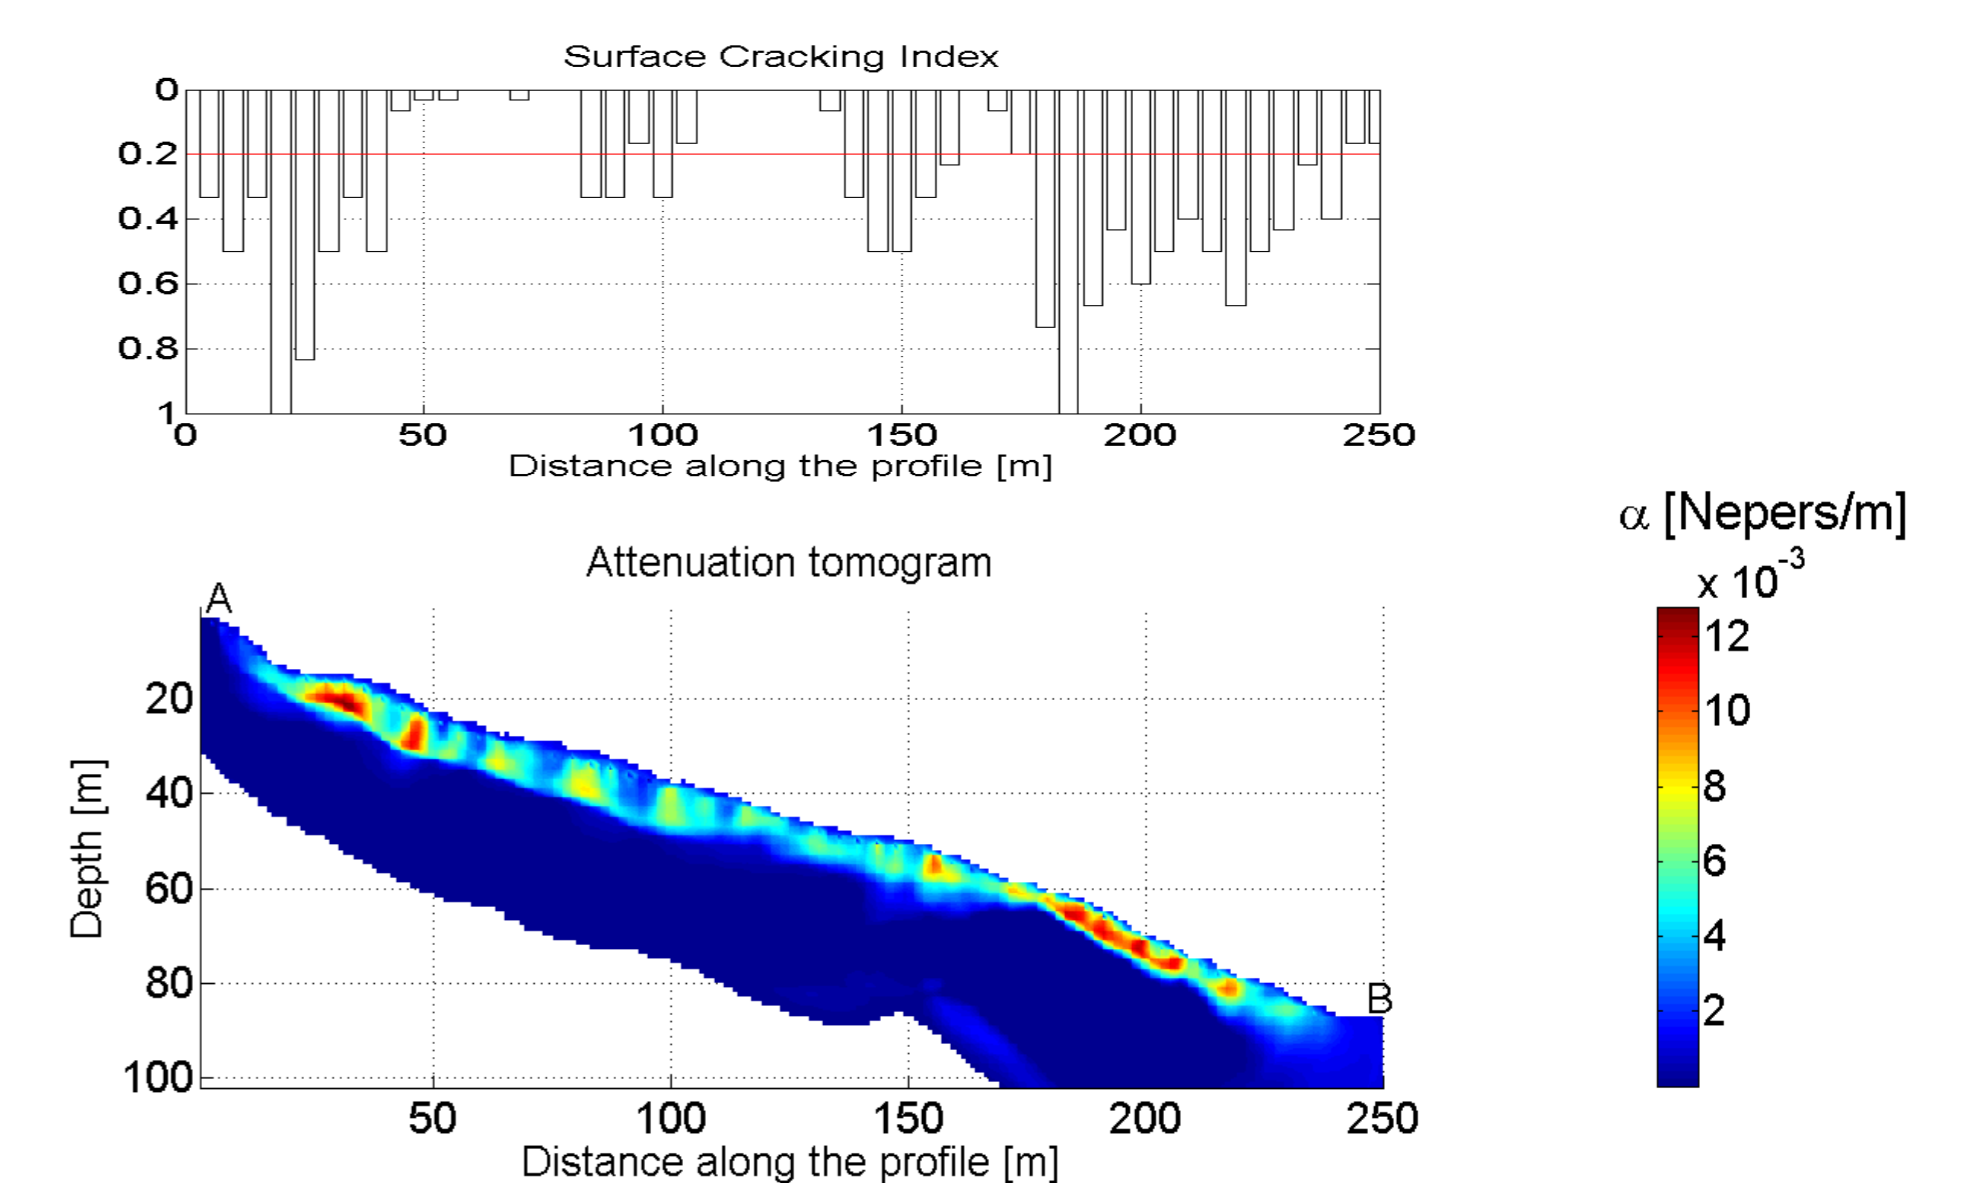 Surface Cracking Index
0
0.2
0.4
0.6
0.8
1
0 50 100 150 200 250
Distance along the profile [m]
α [Nepers/m]
x 10-3
Attenuation tomogram
A
B
Depth [m]
20
40
60
80
100
50 100 150 200 250
Distance along the profile [m]
12
10
8
6
4
2